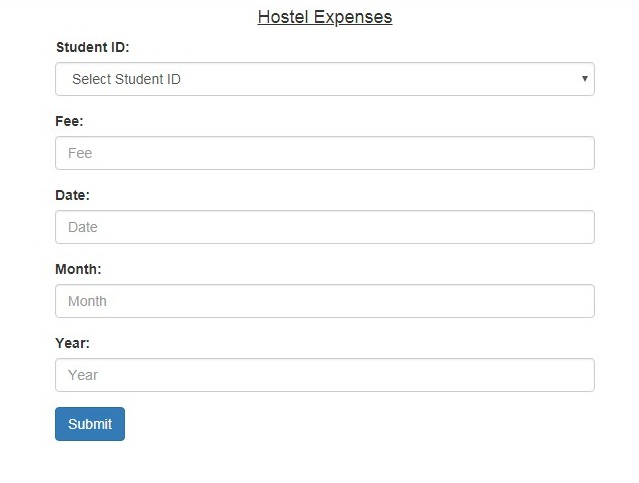 Hostel Expenses
Student ID:
Select Student ID
Fee:
Fee
Date:
Date
Month:
Month
Year:
Year
Submit